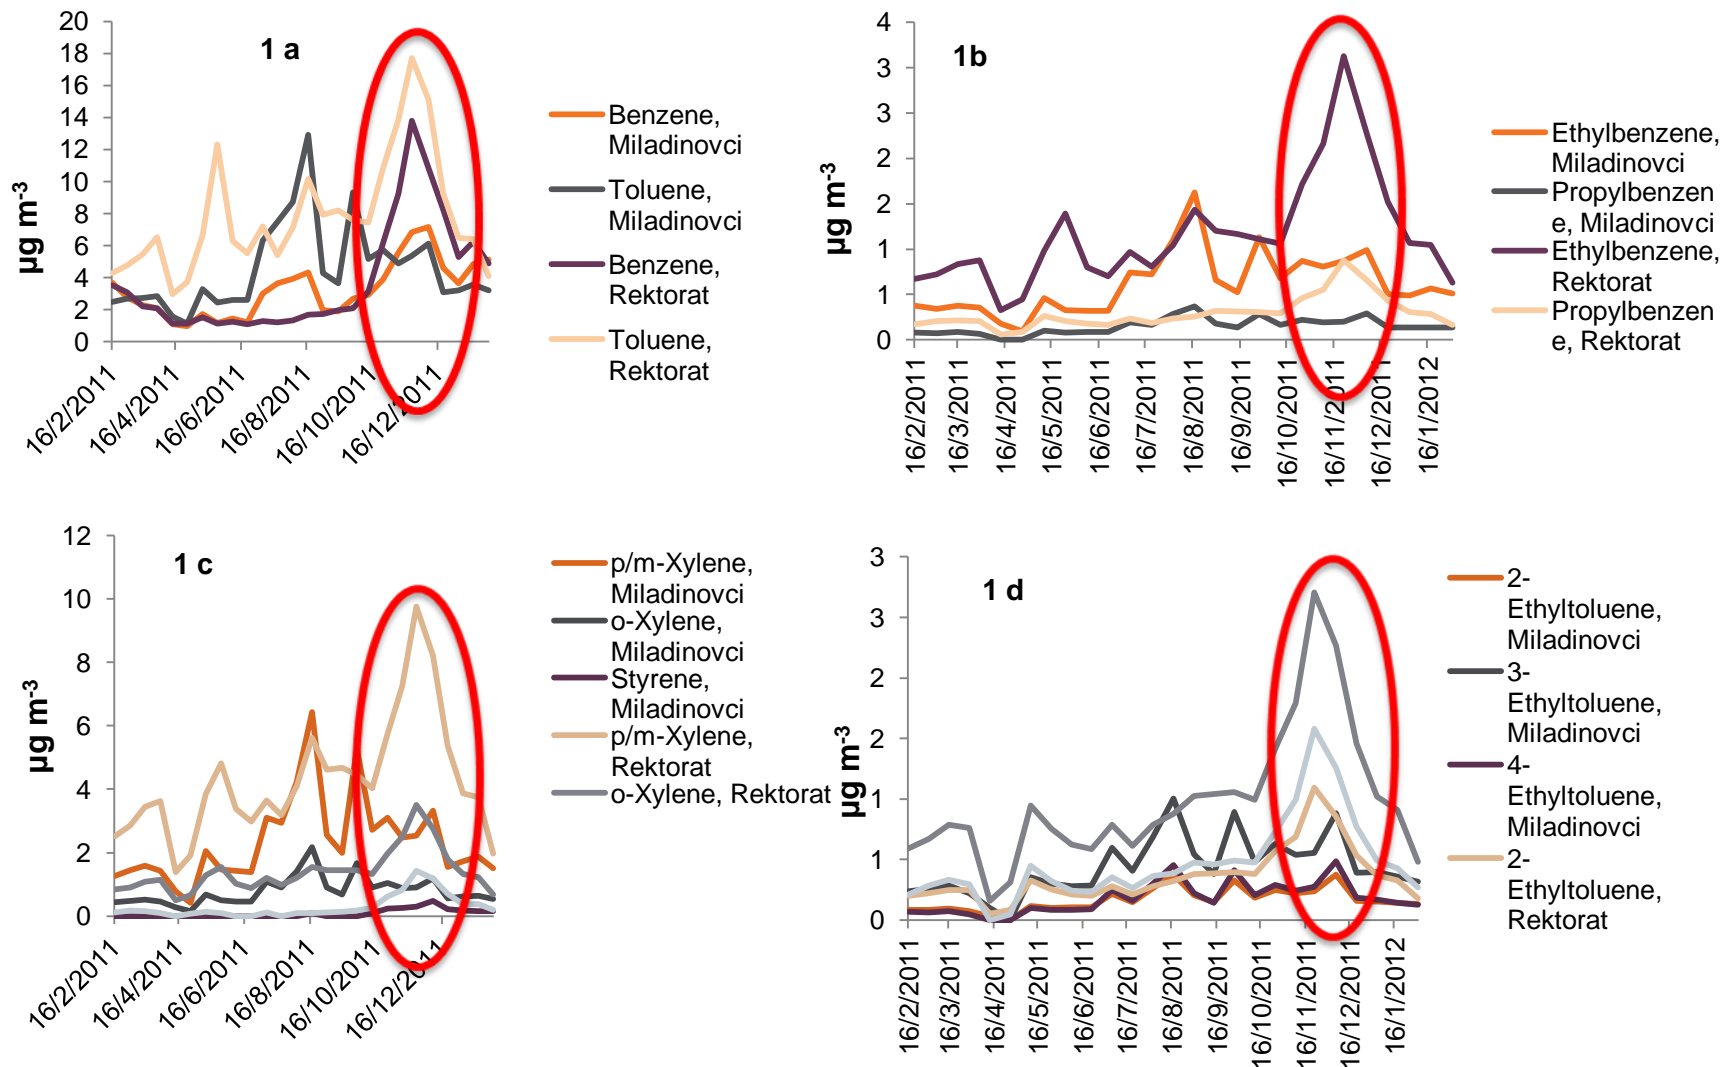 1 a
20
18
16
14
12
10
8
6
4
2
0
µg m-3
16/2/2011
16/4/2011
16/6/2011
16/8/2011
16/10/2011
16/12/2011
Benzene,
Miladinovci
Toluene,
Miladinovci
Benzene,
Rektorat
Toluene,
Rektorat
1b
4
3
3
2
2
1
1
0
µg m-3
16/2/2011
16/3/2011
16/4/2011
16/5/2011
16/6/2011
16/7/2011
16/8/2011
16/9/2011
16/10/2011
16/11/2011
16/12/2011
16/1/2012
Ethylbenzene,
Miladinovci
Propylbenzen
e, Miladinovci
Ethylbenzene,
Rektorat
Propylbenzen
e, Rektorat
1 c
12
10
8
6
4
2
0
µg m-3
16/2/2011
16/4/2011
16/6/2011
16/8/2011
16/10/2011
16/12/2011
p/m-Xylene,
Miladinovci
o-Xylene,
Miladinovci
Styrene,
Miladinovci
p/m-Xylene,
Rektorat
o-Xylene, Rektorat
1 d
3
3
2
2
1
1
0
µg m-3
16/2/2011
16/3/2011
16/4/2011
16/5/2011
16/6/2011
16/7/2011
16/8/2011
16/9/2011
16/10/2011
16/11/2011
16/12/2011
16/1/2012
2-
Ethyltoluene,
Miladinovci
3-
Ethyltoluene,
Miladinovci
4-
Ethyltoluene,
Miladinovci
2-
Ethyltoluene,
Rektorat